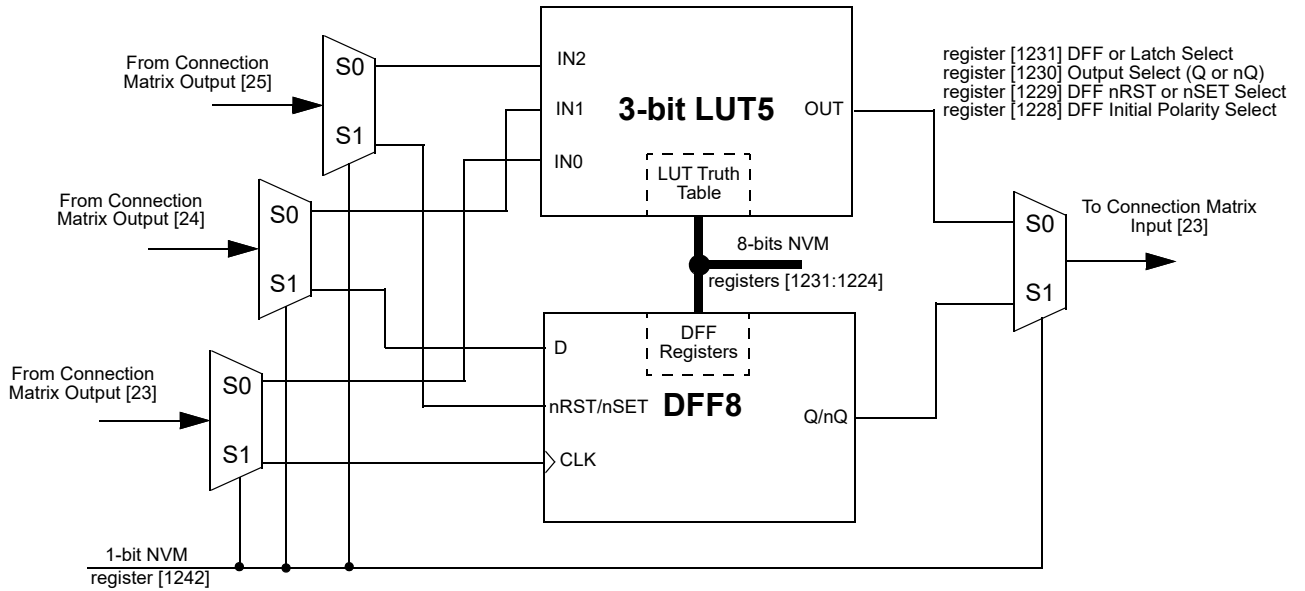 From Connection
Matrix Output [25]
S0
S1
IN2
IN1
IN0
3-bit LUT5
OUT
LUT Truth
Table
register [1231] DFF or Latch Select
register [1230] Output Select (Q or nQ)
register [1229] DFF nRST or nSET Select
register [1228] DFF Initial Polarity Select
From Connection
Matrix Output [24]
S0
S1
8-bits NVM
registers [1231:1224]
S0
S1
To Connection Matrix
Input [23]
From Connection
Matrix Output [23]
S0
S1
D
nRST/nSET
CLK
DFF
Registers
DFF8
Q/nQ
1-bit NVM
register [1242]